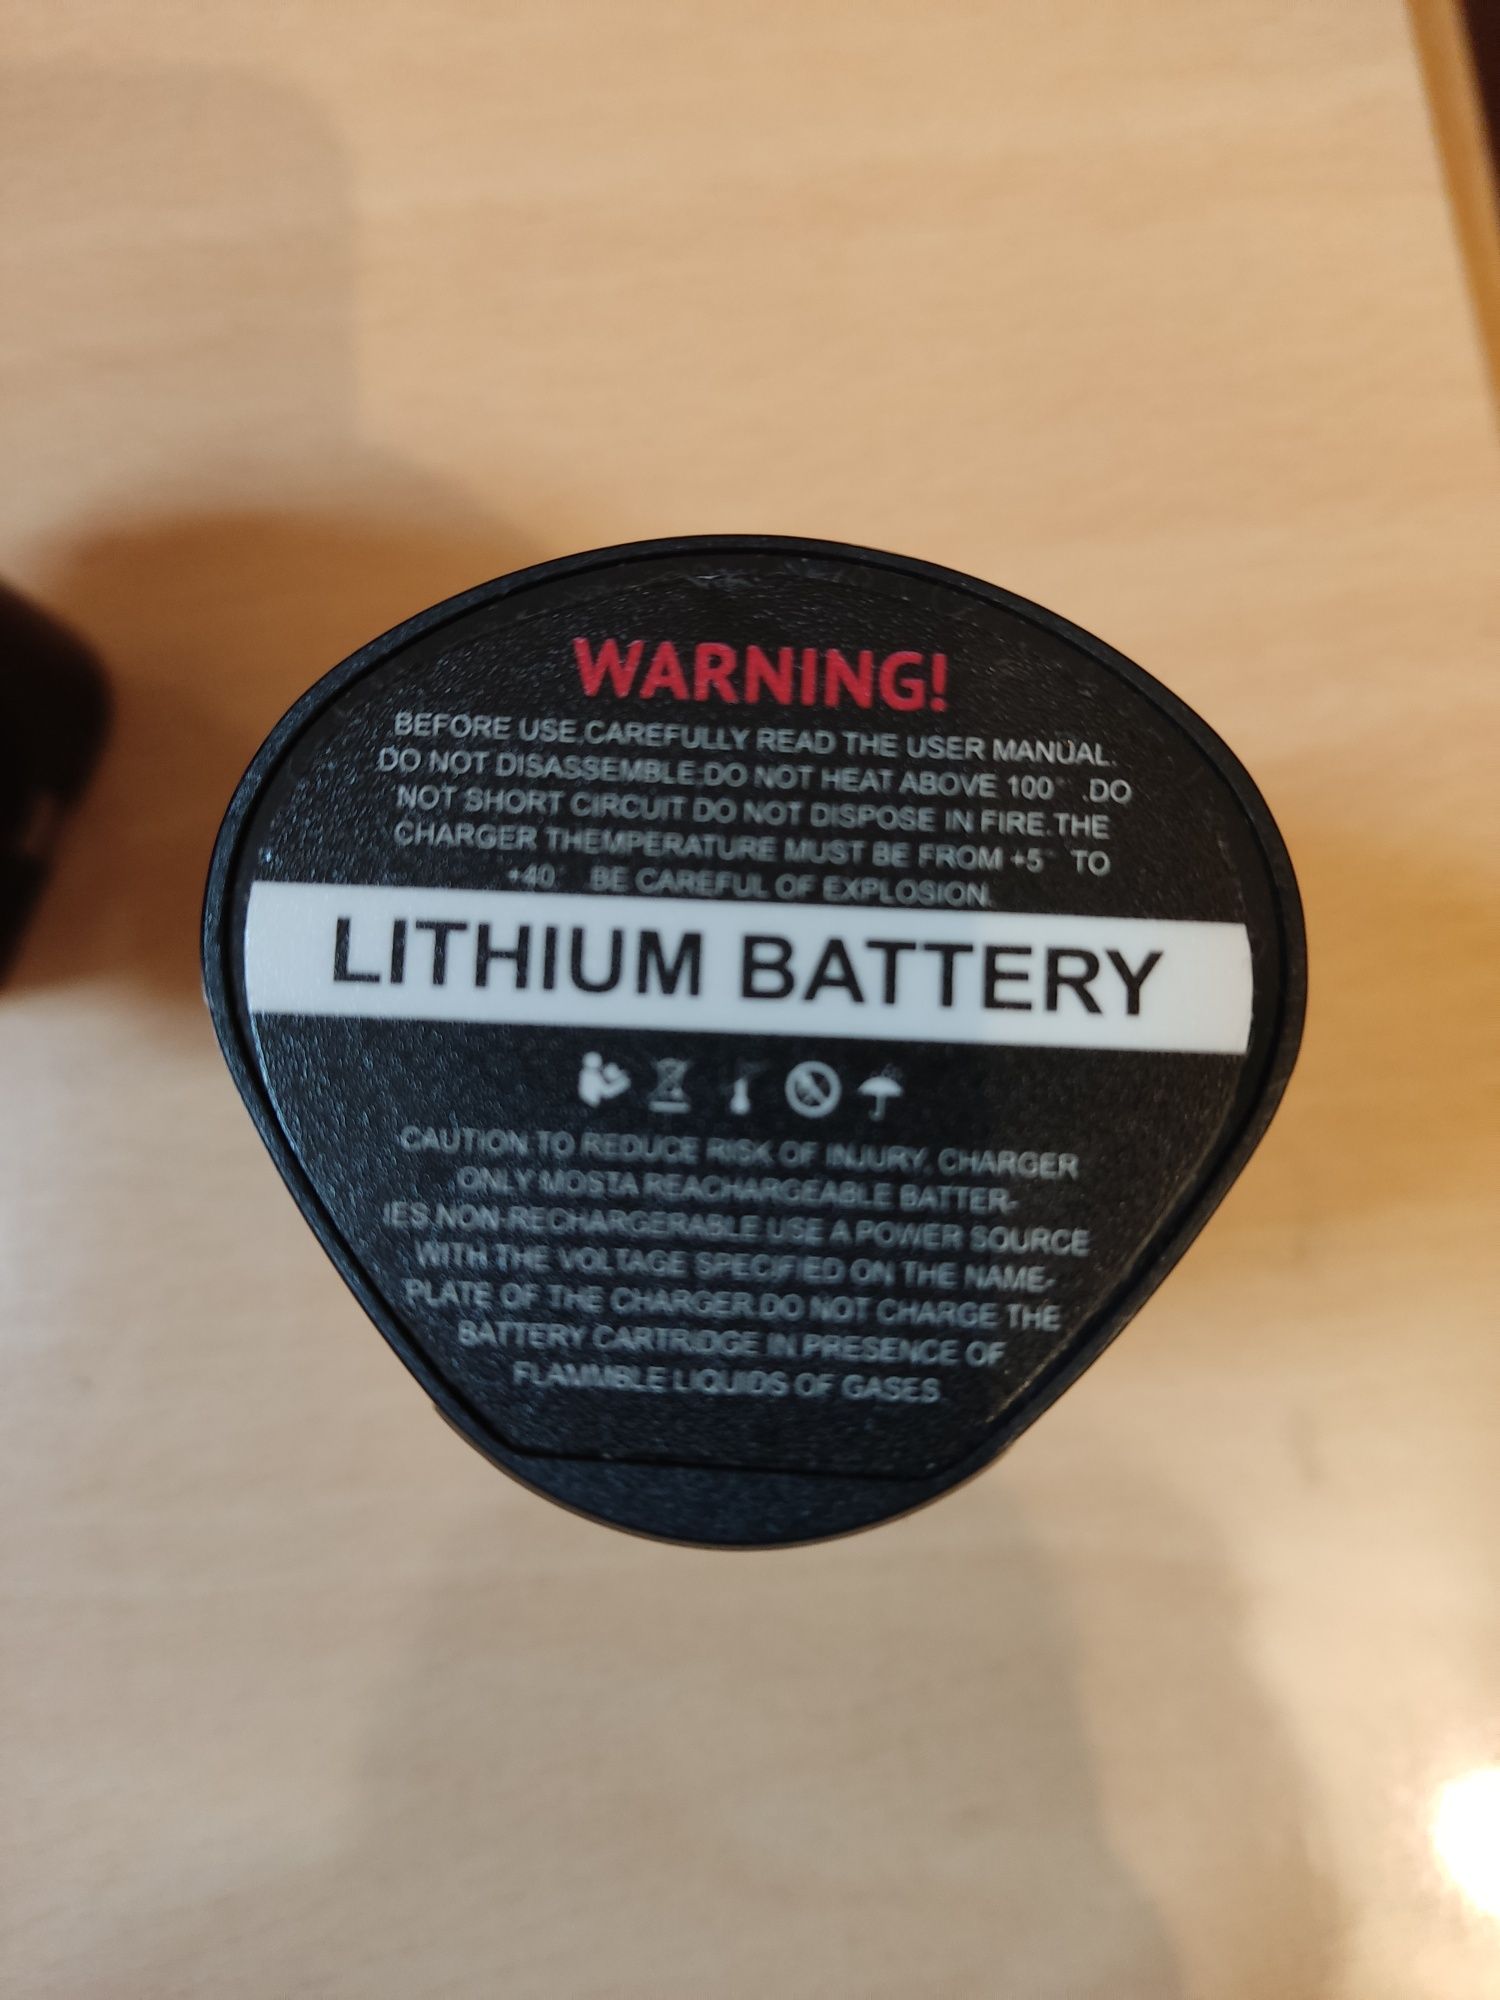 WARNING!
BEFORE USE.CAREFULLY READ THE USER MANUAL.
DO NOT DISASSEMBLE.DO NOT HEAT ABOVE 100° .DO
NOT SHORT CIRCUIT DO NOT DISPOSE IN FIRE.THE
CHARGER THEMPERATURE MUST BE FROM +5° TO
+40° BE CAREFUL OF EXPLOSION.
LITHIUM BATTERY
CAUTION TO REDUCE RISK OF INJURY, CHARGER
ONLY MOSTA REACHARGEABLE BATTER-
IES,NON-RECHARGERABLE USE A POWER SOURCE
WITH THE VOLTAGE SPECIFIED ON THE NAME-
PLATE OF THE CHARGER.DO NOT CHARGE THE
BATTERY CARTRIDGE IN PRESENCE OF
FLAMMBLE LIQUIDS OF GASES.